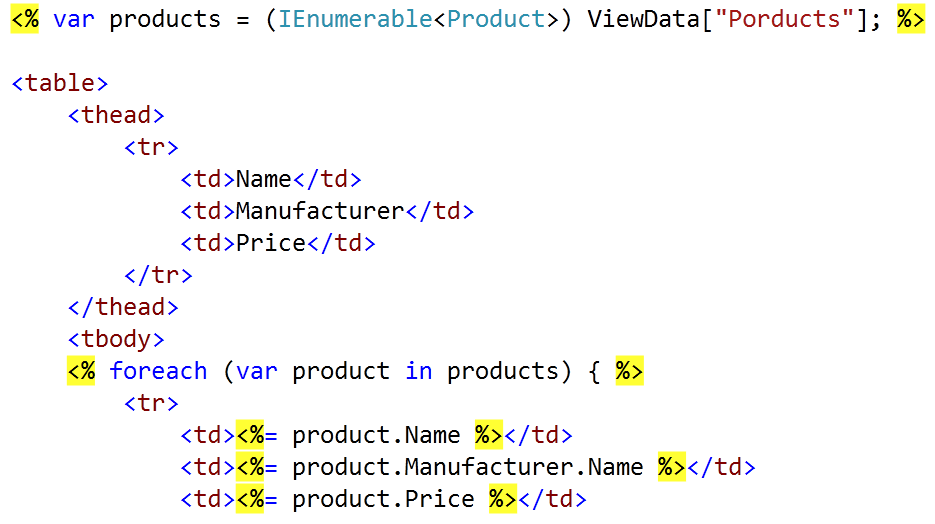 <% var products = (IEnumerable<Product>) ViewData["Porducts"]; %>
<table>
<thead>
<tr>
<td>Name</td>
<td>Manufacturer</td>
<td>Price</td>
</tr>
</thead>
<tbody>
<% foreach (var product in products) { %>
<tr>
<td><%= product.Name %></td>
<td><%= product.Manufacturer.Name %></td>
<td><%= product.Price %></td>